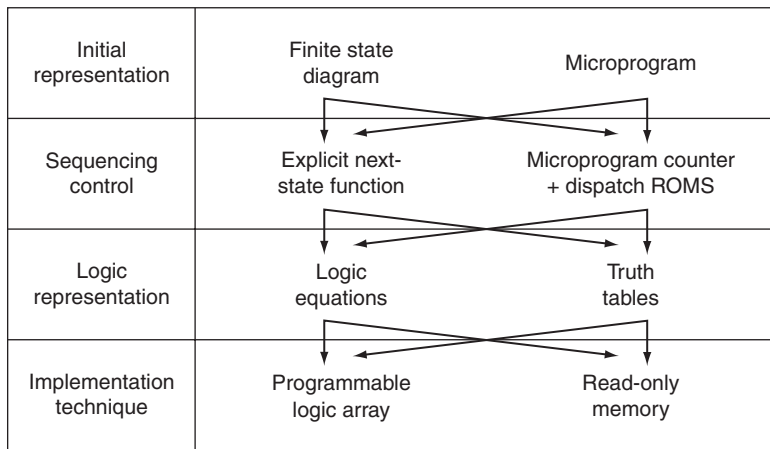 Initial
representation
Finite state
diagram
Microprogram
Sequencing
control
Explicit next-
state function
Microprogram counter
+ dispatch ROMS
Logic
representation
Logic
equations
Truth
tables
Implementation
technique
Programmable
logic array
Read-only
memory